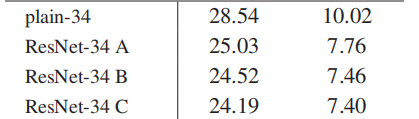 plain-34 28.54 10.02
ResNet-34 A 25.03 7.76
ResNet-34 B 24.52 7.46
ResNet-34 C 24.19 7.40